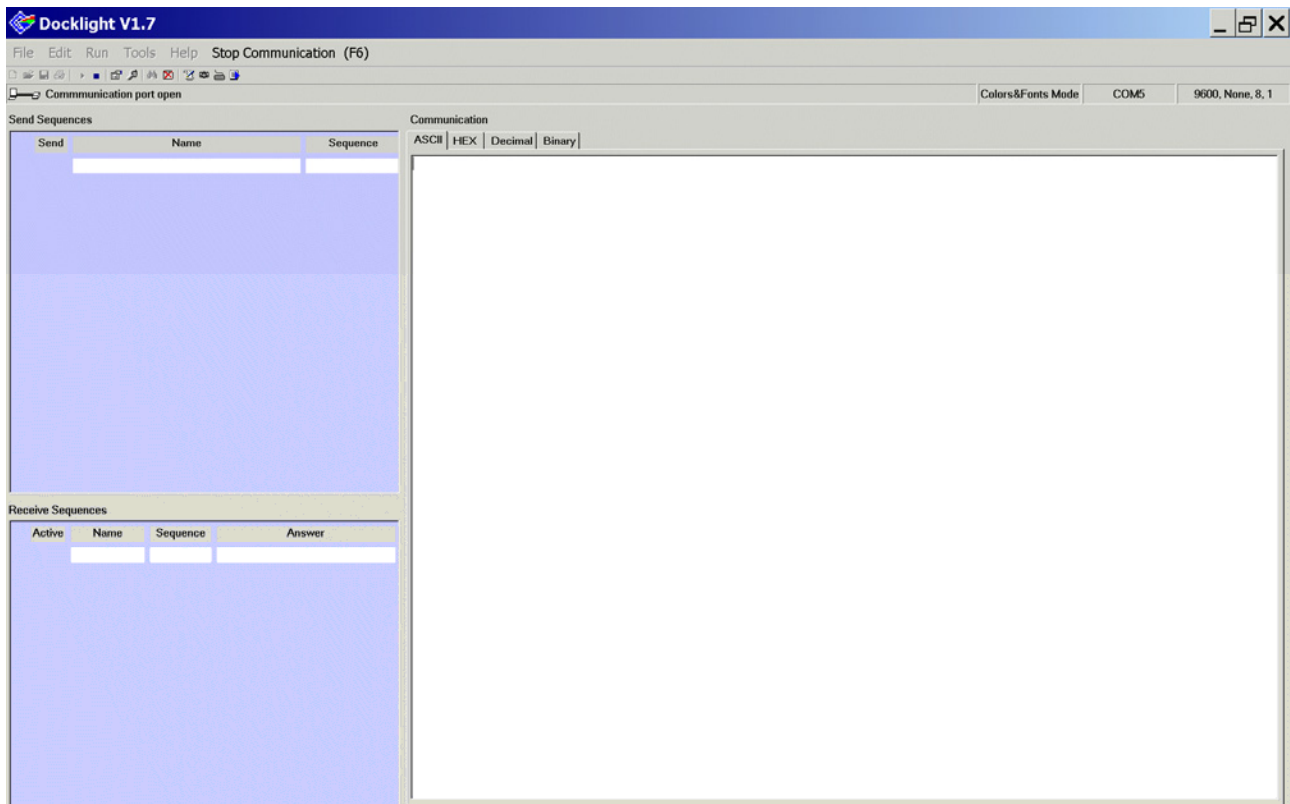 Docklight V1.7
File Edit Run Tools Help Stop Communication (F6)
Commmunication port open Colors&Fonts Mode COM5 9600, None, 8, 1
Send Sequences
Send Name Sequence
Communication
ASCII HEX Decimal Binary
Receive Sequences
Active Name Sequence Answer